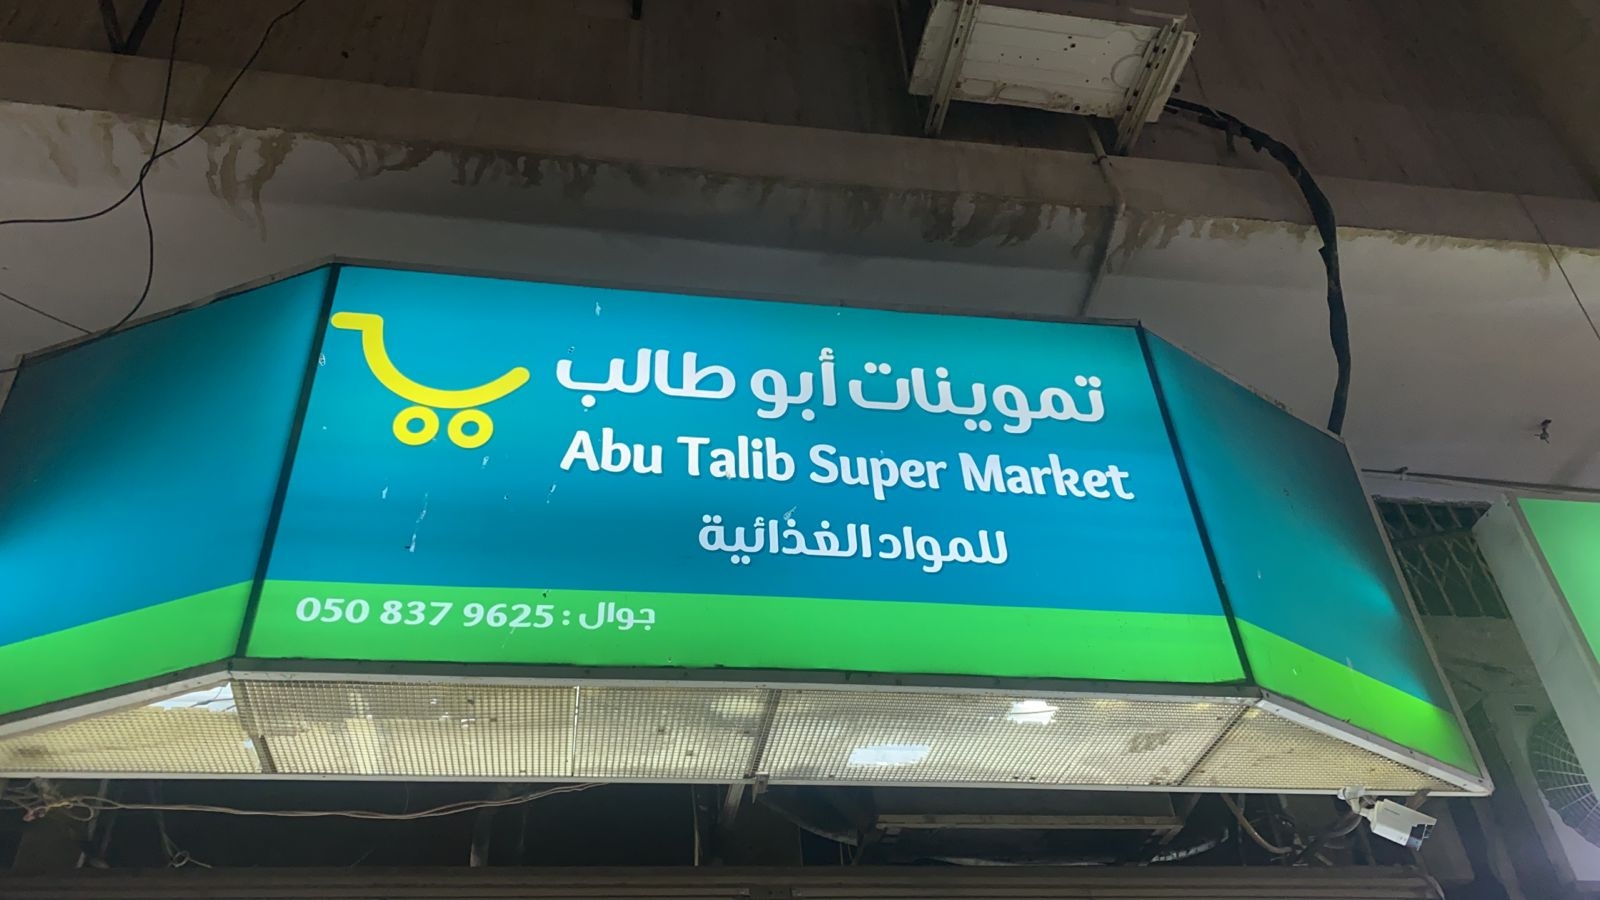 تموينات أبو طالب
Abu Talib Super Market
للمواد الغذائية
جوال : 050 837 9625